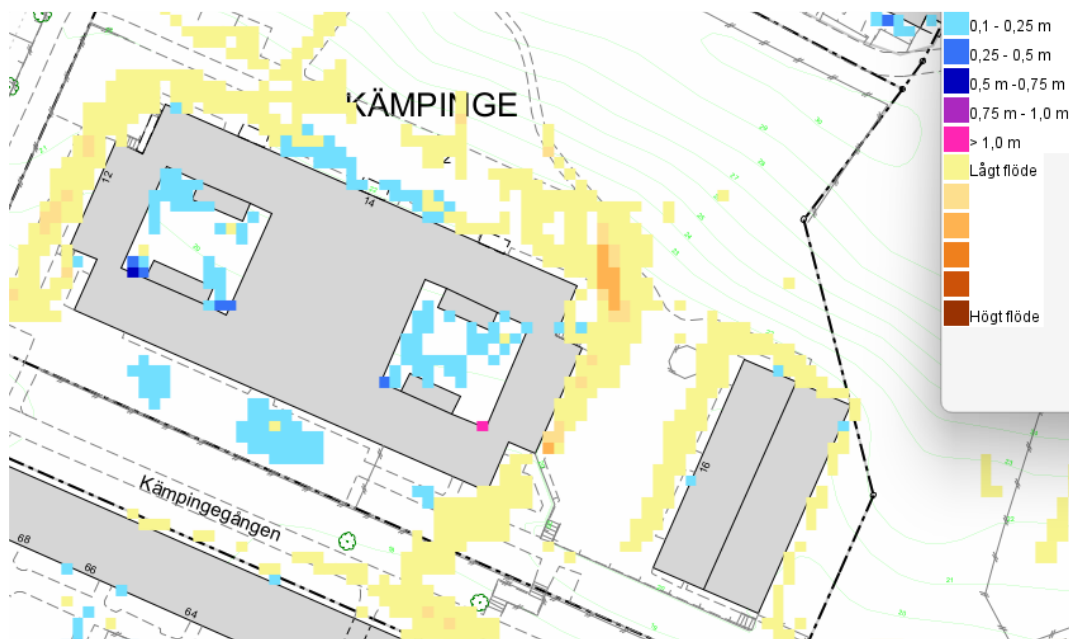 0,1 - 0,25 m
0,25 - 0,5 m
0,5 m -0,75 m
0,75 m - 1,0 m
> 1,0 m
Lågt flöde
Högt flöde
KÄMPINGE
12
14
16
Kämpingegången
68
66
64